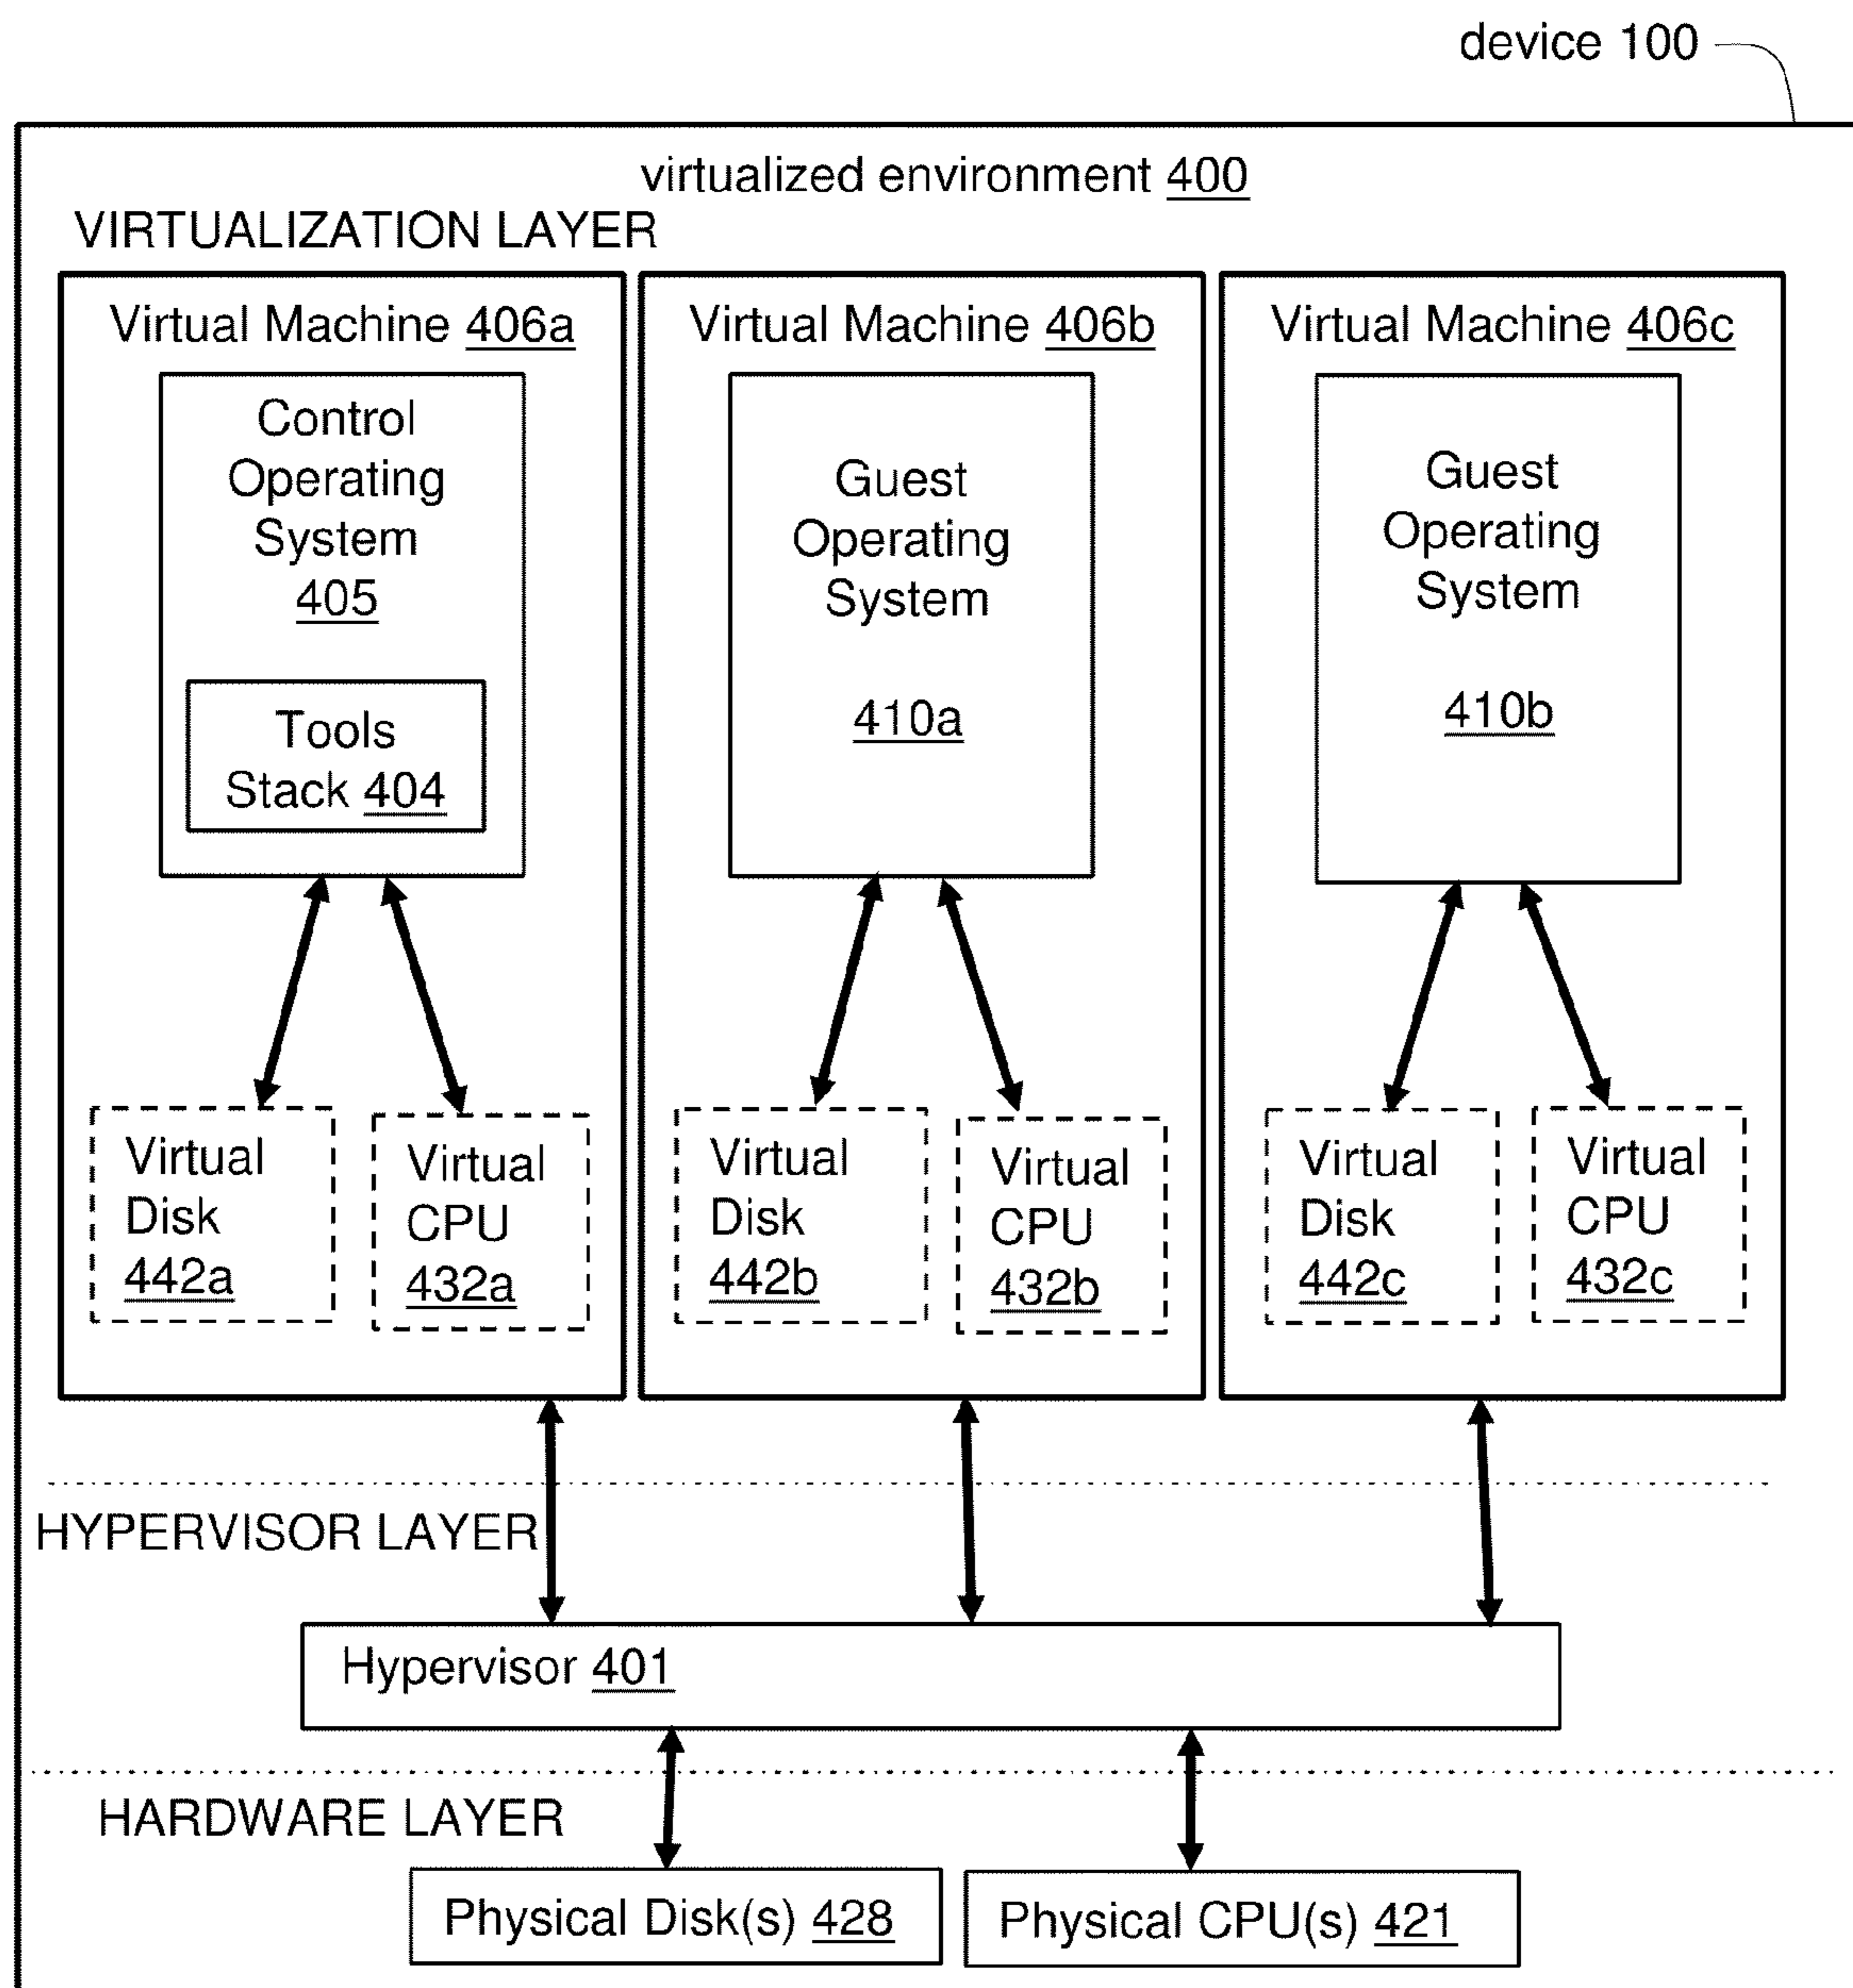 device 100
virtualized environment 400
VIRTUALIZATION LAYER
Virtual Machine 406a
Control
Operating
System
405
Tools
Stack 404
Virtual
Disk
442a
Virtual
CPU
432a
Virtual Machine 406b
Guest
Operating
System
410a
Virtual
Disk
442b
Virtual
CPU
432b
Virtual Machine 406c
Guest
Operating
System
410b
Virtual
Disk
442c
Virtual
CPU
432c
HYPERVISOR LAYER
Hypervisor 401
HARDWARE LAYER
Physical Disk(s) 428
Physical CPU(s) 421